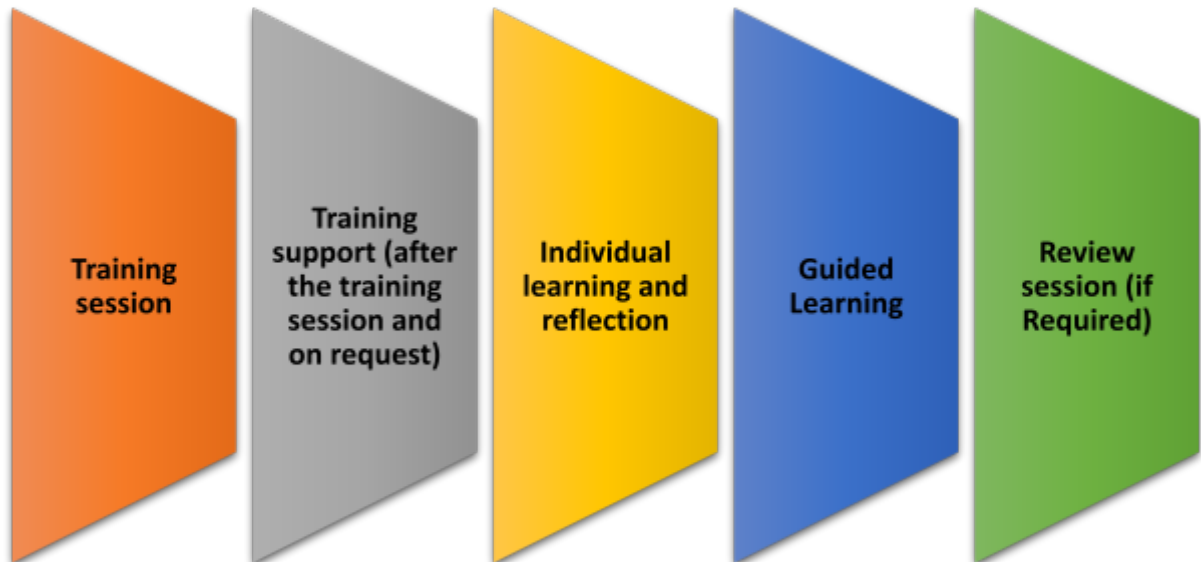 Training
session
Training
support (after
the training
session and
on request)
Individual
learning and
reflection
Guided
Learning
Review
session (if
Required)